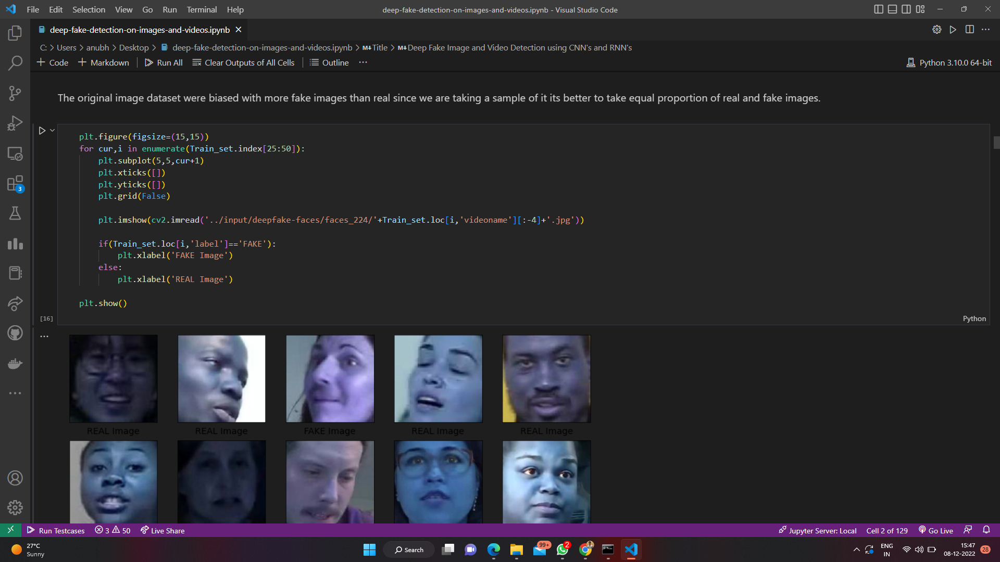 File Edit Selection View Go Run Terminal Help
deep-fake-detection-on-images-and-videos.ipynb - Visual Studio Code
deep-fake-detection-on-images-and-videos.ipynb
C: > Users > anubh > Desktop > deep-fake-detection-on-images-and-videos.ipynb > M↓Title > M↓Deep Fake Image and Video Detection using CNN's and RNN's
+ Code + Markdown Run All Clear Outputs of All Cells Outline ...
Python 3.10.0 64-bit
The original image dataset were biased with more fake images than real since we are taking a sample of it its better to take equal proportion of real and fake images.
plt.figure(figsize=(15,15))
for cur,i in enumerate(Train_set.index[25:50]):
    plt.subplot(5,5,cur+1)
    plt.xticks([])
    plt.yticks([])
    plt.grid(False)
    plt.imshow(cv2.imread('../input/deepfake-faces/faces_224/'+Train_set.loc[i,'videoname'][:-4]+'.jpg'))
    if(Train_set.loc[i,'label']=='FAKE'):
        plt.xlabel('FAKE Image')
    else:
        plt.xlabel('REAL Image')
plt.show()
[16]
Python
3
...
REAL Image REAL Image FAKE Image REAL Image REAL Image
Run Testcases 3 50 Live Share
Jupyter Server: Local Cell 2 of 129 Go Live
27°C
Sunny
Search
99+
2
ENG
IN
15:47
08-12-2022
28